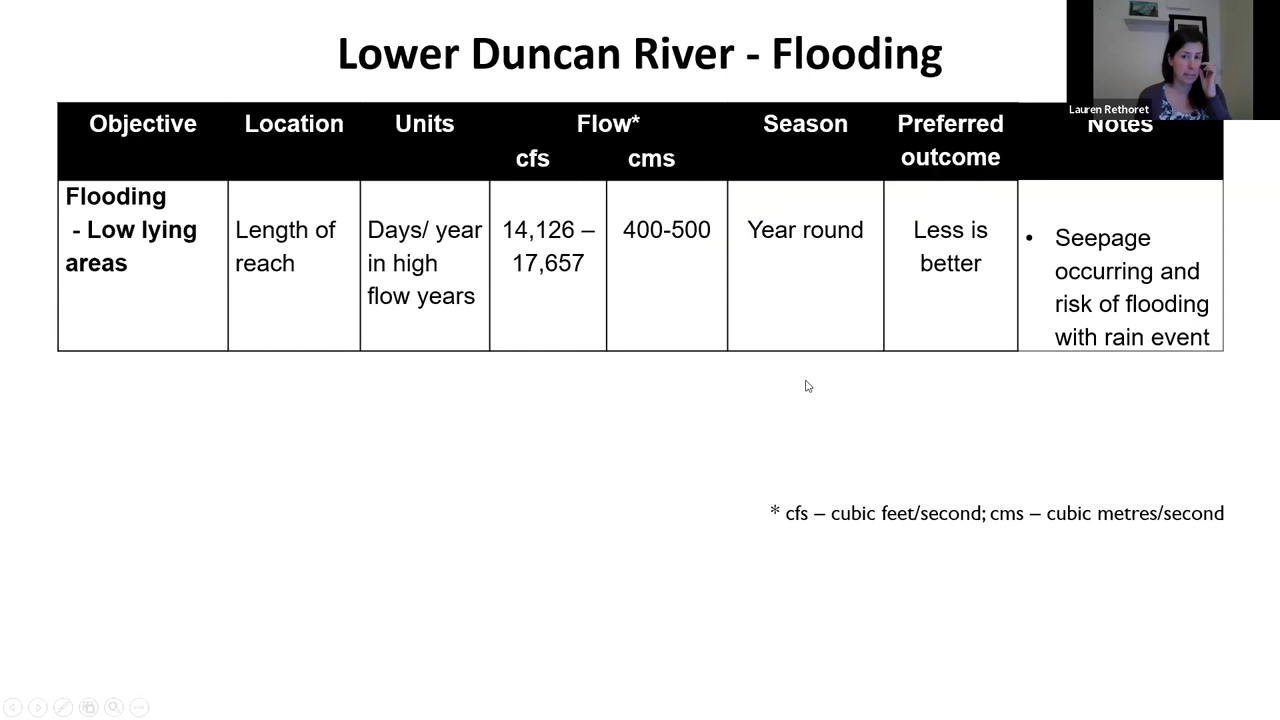 Lower Duncan River - Flooding
Lauren Rethoret
Objective Location Units Flow* Season Preferred outcome Notes
cfs cms
Flooding
- Low lying
areas
Length of
reach
Days/ year
in high
flow years
14,126 –
17,657
400-500
Year round
Less is
better
• Seepage
occurring and
risk of flooding
with rain event
* cfs – cubic feet/second; cms – cubic metres/second